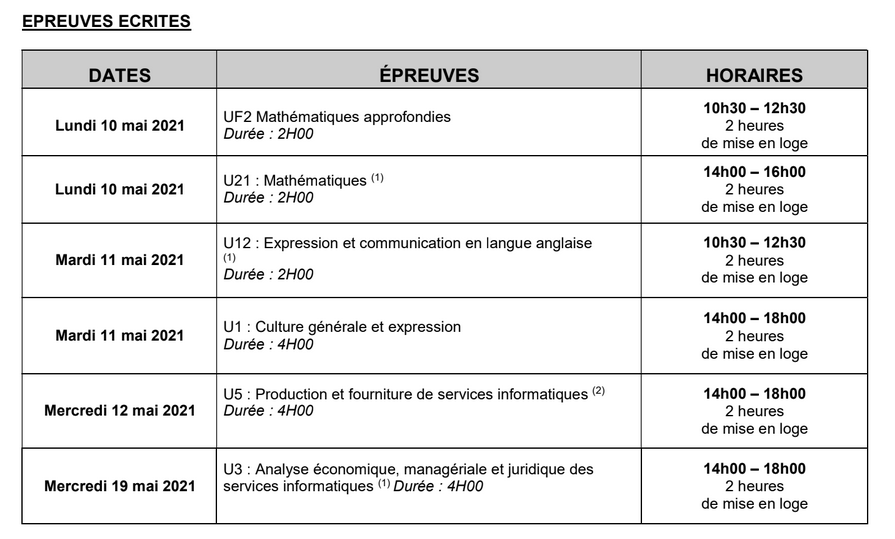 EPREUVES ECRITES
DATES ÉPREUVES HORAIRES
Lundi 10 mai 2021
UF2 Mathématiques approfondies
Durée : 2H00
10h30 – 12h30
2 heures
de mise en loge
Lundi 10 mai 2021
U21 : Mathématiques (1)
Durée : 2H00
14h00 – 16h00
2 heures
de mise en loge
Mardi 11 mai 2021
U12 : Expression et communication en langue anglaise
(1)
Durée : 2H00
10h30 – 12h30
2 heures
de mise en loge
Mardi 11 mai 2021
U1 : Culture générale et expression
Durée : 4H00
14h00 – 18h00
2 heures
de mise en loge
Mercredi 12 mai 2021
U5 : Production et fourniture de services informatiques (2)
Durée : 4H00
14h00 – 18h00
2 heures
de mise en loge
Mercredi 19 mai 2021
U3 : Analyse économique, managériale et juridique des
services informatiques (1) Durée : 4H00
14h00 – 18h00
2 heures
de mise en loge